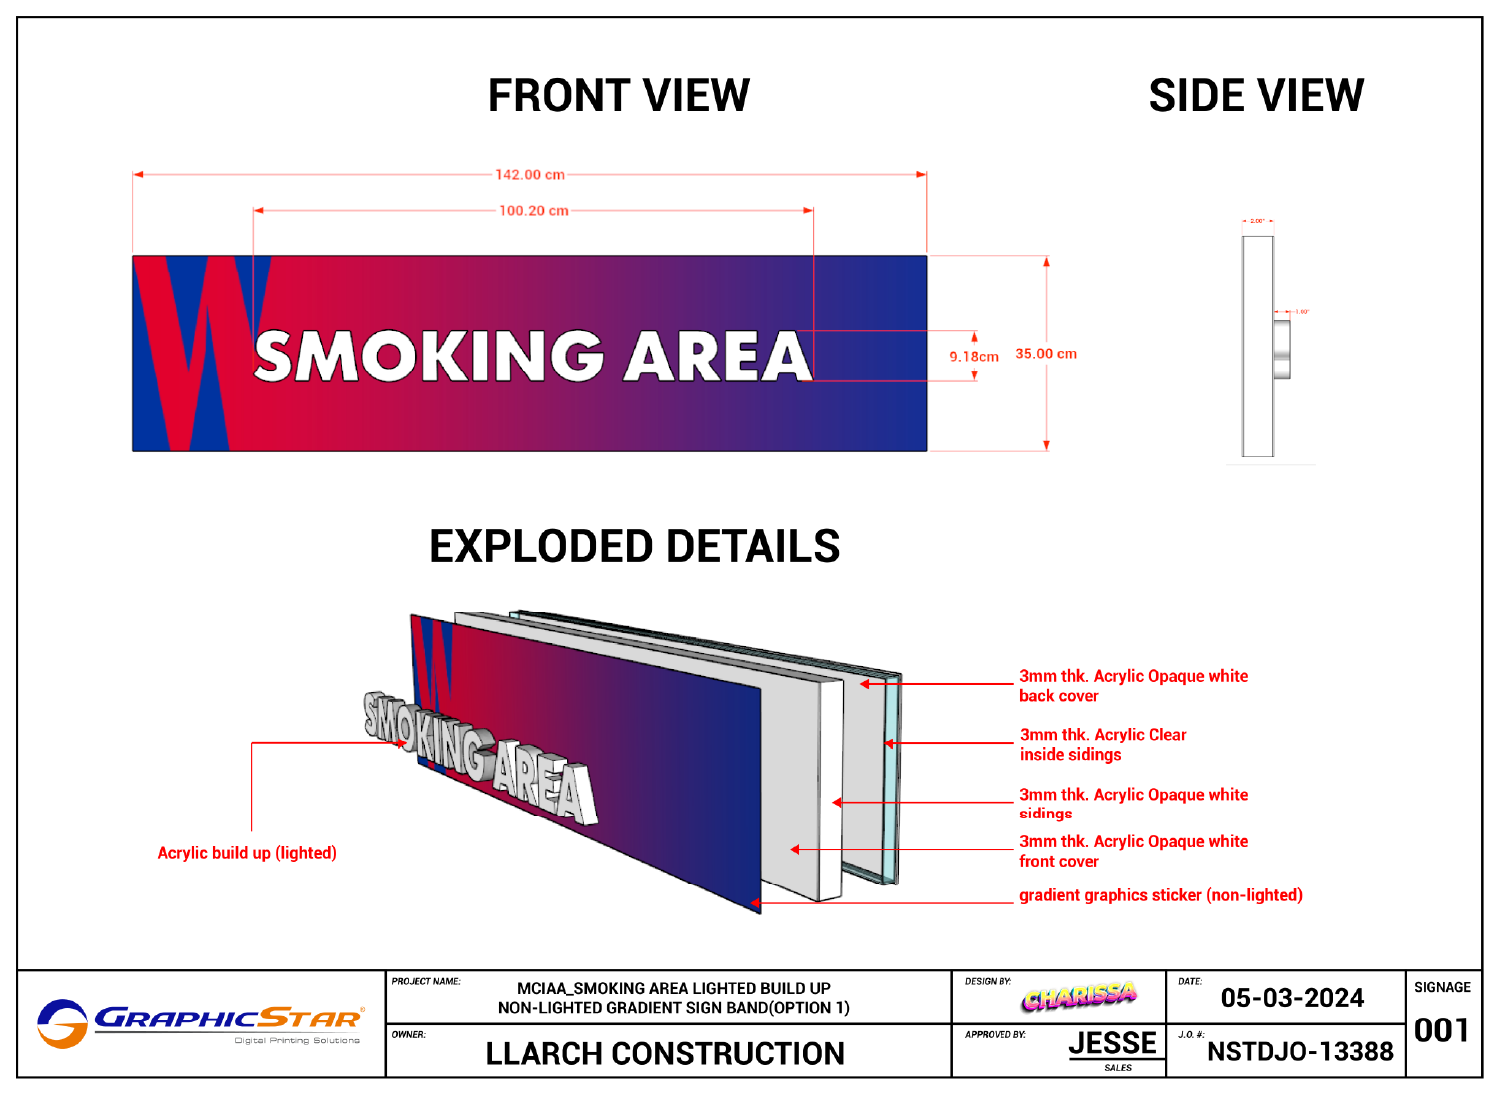 FRONT VIEW
SIDE VIEW
142.00 cm
100.20 cm
2.00"
1.00"
SMOKING AREA
9.18cm
35.00 cm
EXPLODED DETAILS
SMOKING AREA
3mm thk. Acrylic Opaque white
back cover
3mm thk. Acrylic Clear
inside sidings
3mm thk. Acrylic Opaque white
sidings
3mm thk. Acrylic Opaque white
front cover
gradient graphics sticker (non-lighted)
Acrylic build up (lighted)
GRAPHICSTAR®
Digital Printing Solutions
PROJECT NAME:
MCIAA_SMOKING AREA LIGHTED BUILD UP
NON-LIGHTED GRADIENT SIGN BAND(OPTION 1)
OWNER:
LLARCH CONSTRUCTION
DESIGN BY:
CHARISSA
APPROVED BY:
JESSE
SALES
DATE:
05-03-2024
J.O. #:
NSTDJO-13388
SIGNAGE
001